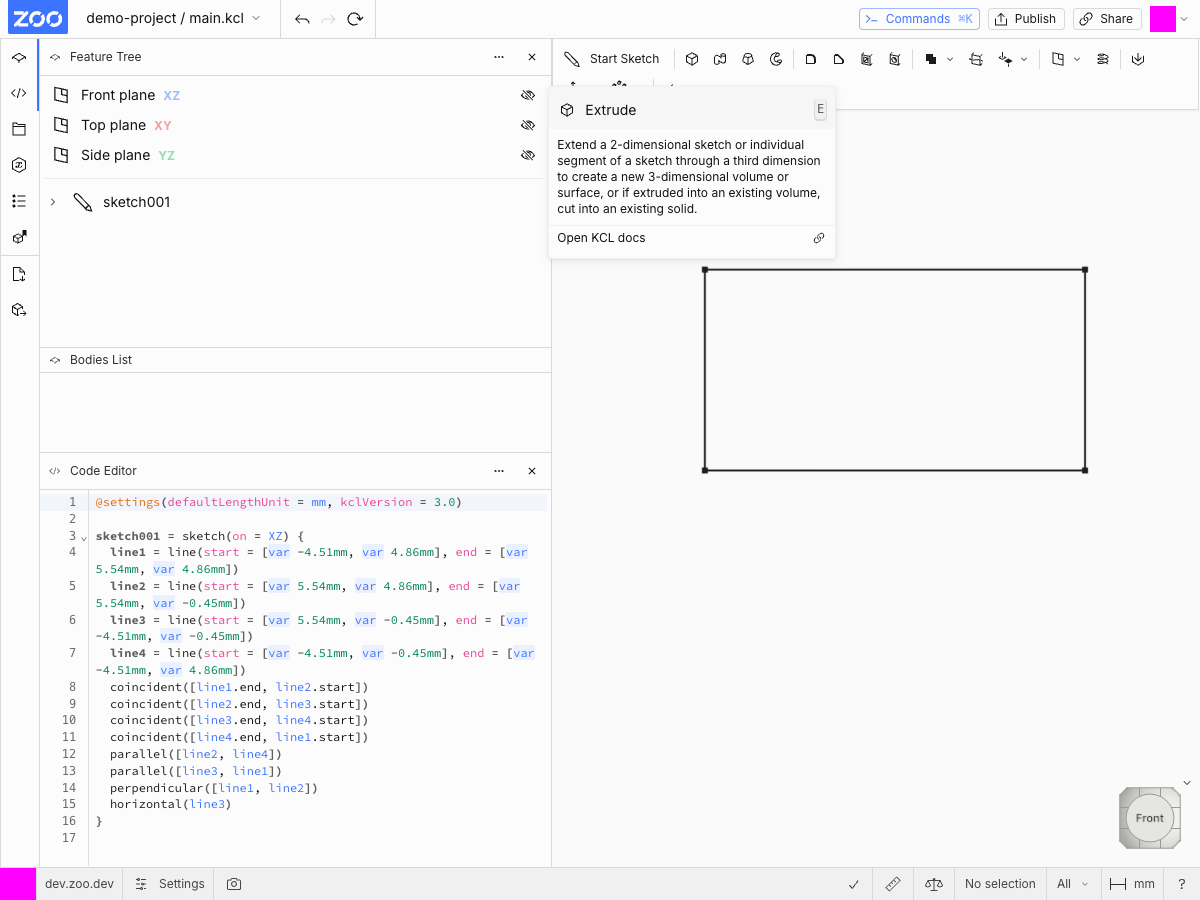 ZOO demo-project / main.kcl Commands ⌘K Publish Share
Feature Tree
Start Sketch
Front plane XZ
Top plane XY
Side plane YZ
sketch001
Extrude E
Extend a 2-dimensional sketch or individual
segment of a sketch through a third dimension
to create a new 3-dimensional volume or
surface, or if extruded into an existing volume,
cut into an existing solid.
Open KCL docs
Bodies List
Code Editor
1 @settings(defaultLengthUnit = mm, kclVersion = 3.0)
2
3 sketch001 = sketch(on = XZ) {
4 line1 = line(start = [var -4.51mm, var 4.86mm], end = [var
5.54mm, var 4.86mm])
5 line2 = line(start = [var 5.54mm, var 4.86mm], end = [var
5.54mm, var -0.45mm])
6 line3 = line(start = [var 5.54mm, var -0.45mm], end = [var
-4.51mm, var -0.45mm])
7 line4 = line(start = [var -4.51mm, var -0.45mm], end = [var
-4.51mm, var 4.86mm])
8 coincident([line1.end, line2.start])
9 coincident([line2.end, line3.start])
10 coincident([line3.end, line4.start])
11 coincident([line4.end, line1.start])
12 parallel([line2, line4])
13 parallel([line3, line1])
14 perpendicular([line1, line2])
15 horizontal(line3)
16 }
17
Front
dev.zoo.dev Settings No selection All mm ?